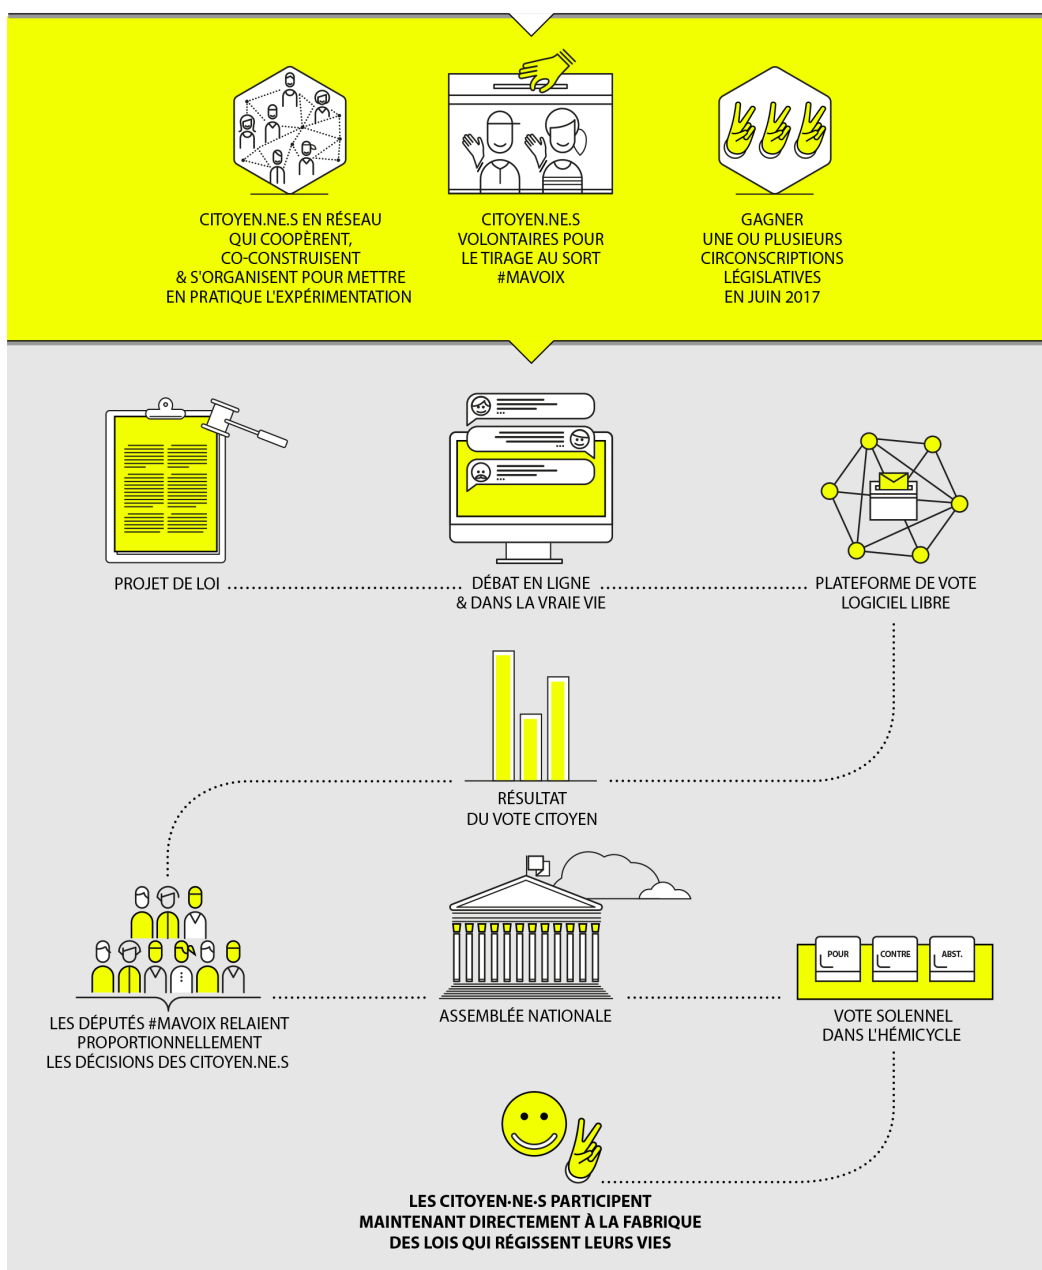 CITOYEN.NE.S EN RÉSEAU
QUI COOPÈRENT,
CO-CONSTRUISENT
& S'ORGANISENT POUR METTRE
EN PRATIQUE L'EXPÉRIMENTATION
CITOYEN.NE.S
VOLONTAIRES POUR
LE TIRAGE AU SORT
#MAVOIX
GAGNER
UNE OU PLUSIEURS
CIRCONSCRIPTIONS
LÉGISLATIVES
EN JUIN 2017
PROJET DE LOI
DÉBAT EN LIGNE
& DANS LA VRAIE VIE
PLATEFORME DE VOTE
LOGICIEL LIBRE
RÉSULTAT
DU VOTE CITOYEN
LES DÉPUTÉS #MAVOIX RELAIENT
PROPORTIONNELLEMENT
LES DÉCISIONS DES CITOYEN.NE.S
ASSEMBLÉE NATIONALE
POUR
CONTRE
ABST.
VOTE SOLENNEL
DANS L'HÉMICYCLE
LES CITOYEN·NE·S PARTICIPENT
MAINTENANT DIRECTEMENT À LA FABRIQUE
DES LOIS QUI RÉGISSENT LEURS VIES